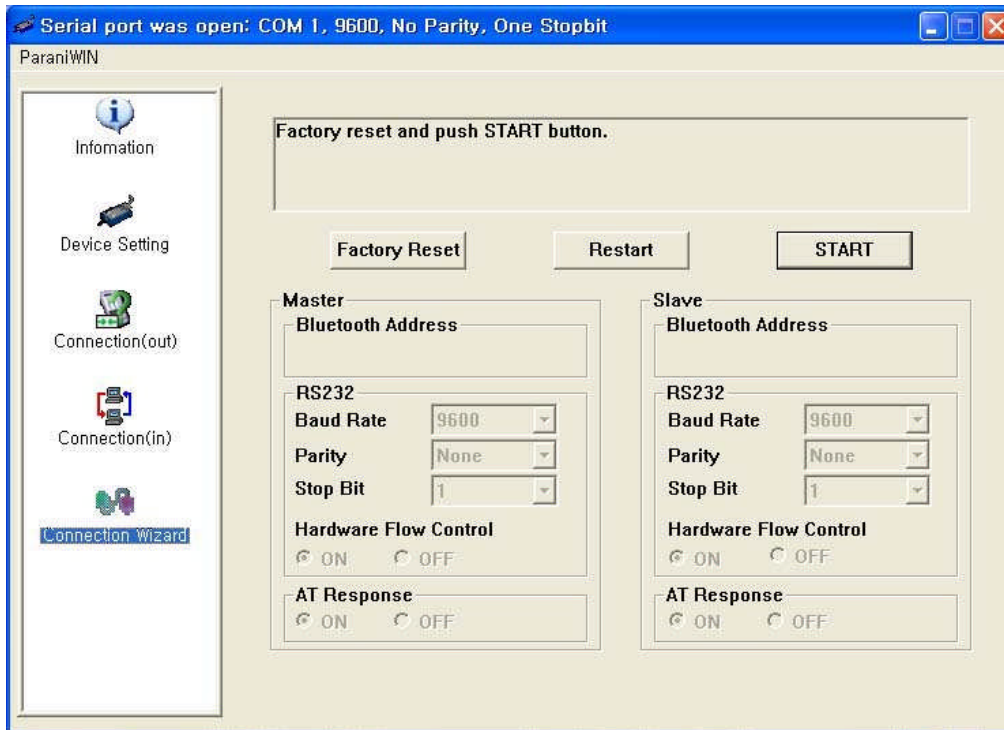 Serial port was open: COM 1, 9600, No Parity, One Stopbit
ParaniWIN
Infomation
Device Setting
Connection(out)
Connection(in)
Connection Wizard
Factory reset and push START button.
Factory Reset
Restart
START
Master
Bluetooth Address
RS232
Baud Rate 9600
Parity None
Stop Bit 1
Hardware Flow Control
ON OFF
AT Response
ON OFF
Slave
Bluetooth Address
RS232
Baud Rate 9600
Parity None
Stop Bit 1
Hardware Flow Control
ON OFF
AT Response
ON OFF